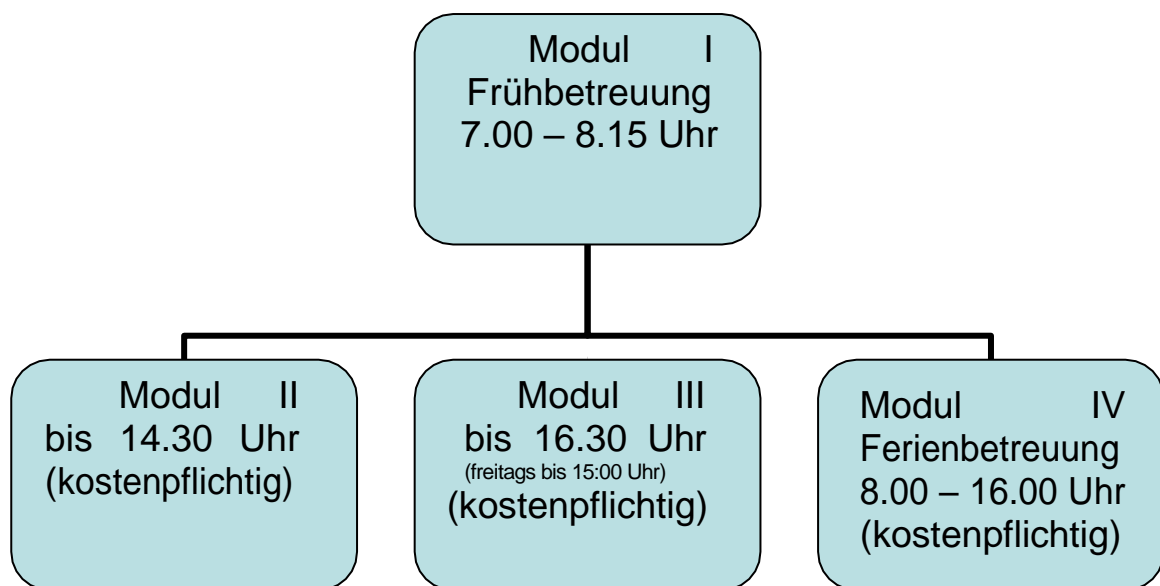 Modul I
Frühbetreuung
7.00 – 8.15 Uhr
Modul II
bis 14.30 Uhr
(kostenpflichtig)
Modul III
bis 16.30 Uhr
(freitags bis 15:00 Uhr)
(kostenpflichtig)
Modul IV
Ferienbetreuung
8.00 – 16.00 Uhr
(kostenpflichtig)